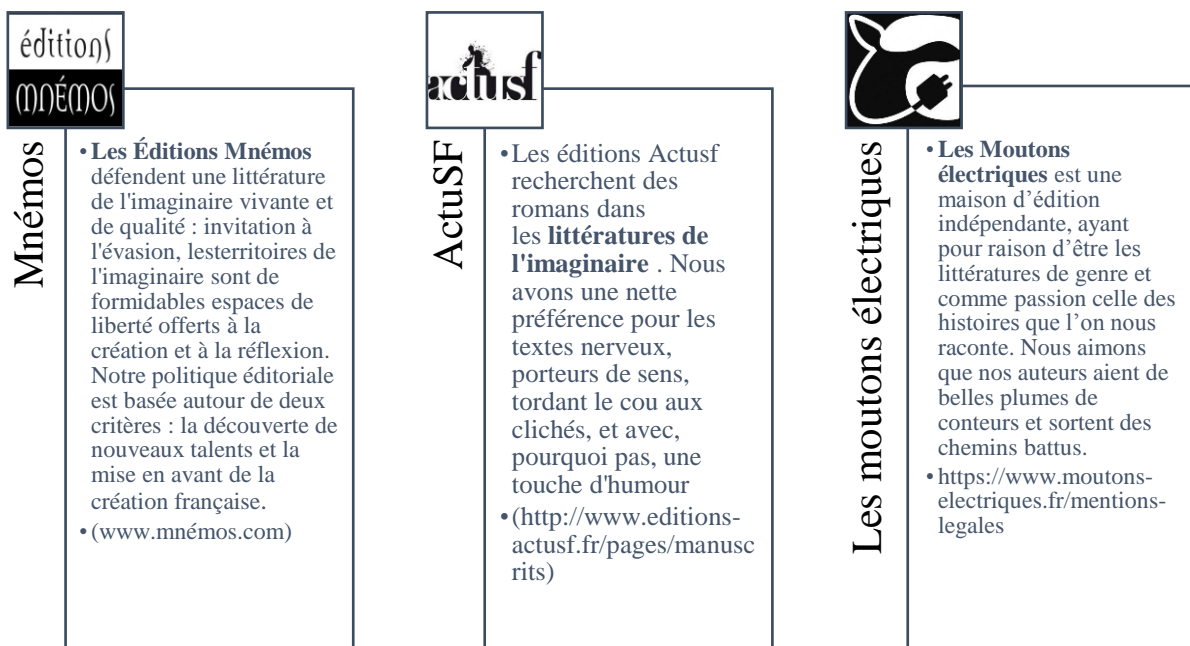 éditions
mnémos
Mnémos
•Les Éditions Mnémos
défendent une littérature
de l'imaginaire vivante et
de qualité : invitation à
l'évasion, lesterritoires de
l'imaginaire sont de
formidables espaces de
liberté offerts à la
création et à la réflexion.
Notre politique éditoriale
est basée autour de deux
critères : la découverte de
nouveaux talents et la
mise en avant de la
création française.
•(www.mnémos.com)
actusf
ActuSF
•Les éditions Actusf
recherchent des
romans dans
les littératures de
l'imaginaire . Nous
avons une nette
préférence pour les
textes nerveux,
porteurs de sens,
tordant le cou aux
clichés, et avec,
pourquoi pas, une
touche d'humour
•(http://www.editions-
actusf.fr/pages/manusc
rits)
Les moutons électriques
•Les Moutons
électriques est une
maison d’édition
indépendante, ayant
pour raison d’être les
littératures de genre et
comme passion celle des
histoires que l’on nous
raconte. Nous aimons
que nos auteurs aient de
belles plumes de
conteurs et sortent des
chemins battus.
•https://www.moutons-
electriques.fr/mentions-
legales